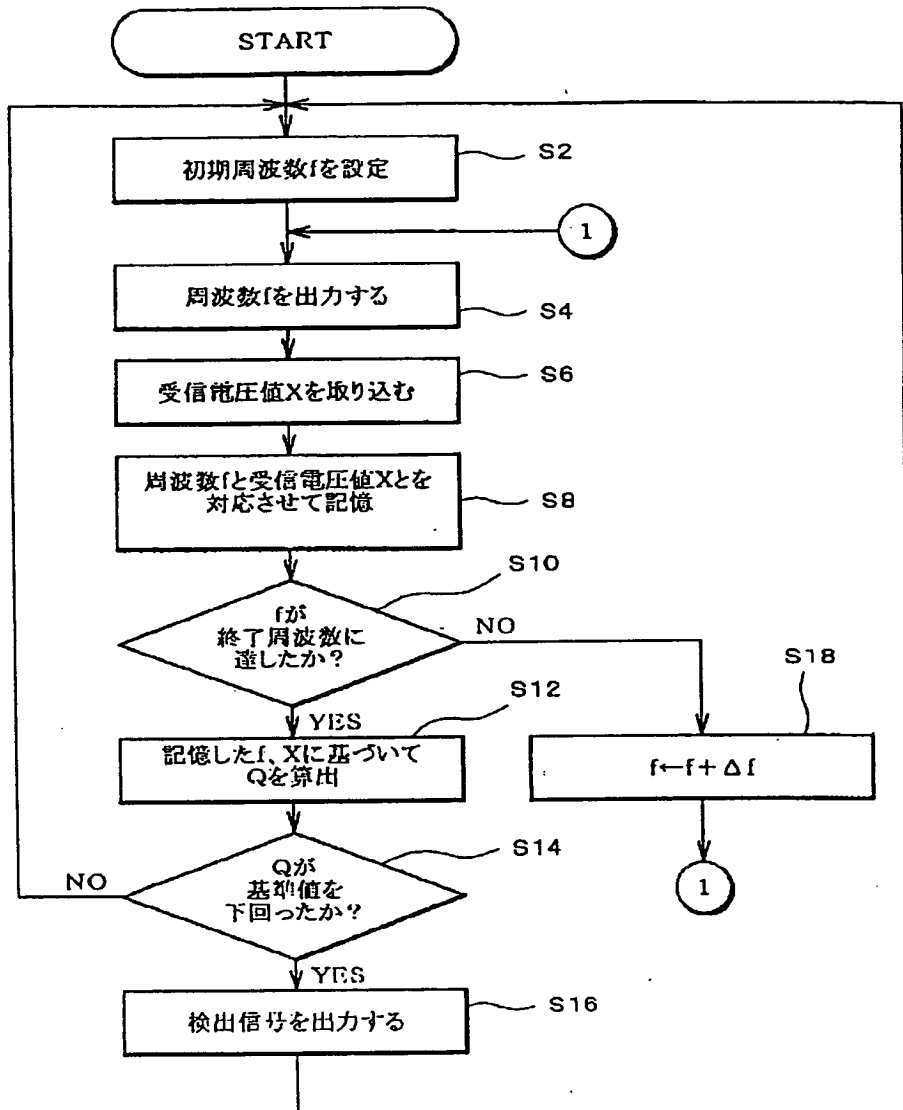 START
初期周波数fを設定
S2
1
周波数fを出力する
S4
受信電圧値Xを取り込む
S6
周波数fと受信電圧値Xとを
対応させて記憶
S8
fが
終了周波数に
達したか？
S10
NO
YES
記憶したf、Xに基づいて
Qを算出
S12
f←f+Δf
S18
1
Qが
基準値を
下回ったか？
S14
NO
YES
検出信号を出力する
S16